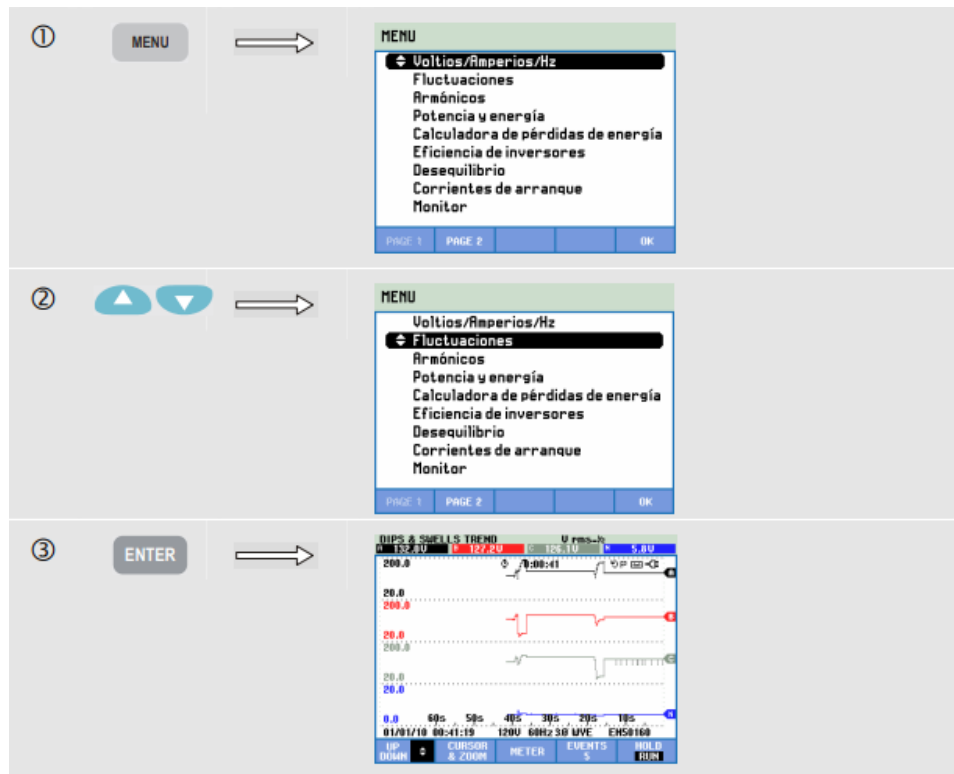 ①
MENU
MENU
Voltios/Amperios/Hz
Fluctuaciones
Armónicos
Potencia y energía
Calculadora de pérdidas de energía
Eficiencia de inversores
Desequilibrio
Corrientes de arranque
Monitor
PAGE 1 PAGE 2 OK
②
MENU
Voltios/Amperios/Hz
Fluctuaciones
Armónicos
Potencia y energía
Calculadora de pérdidas de energía
Eficiencia de inversores
Desequilibrio
Corrientes de arranque
Monitor
PAGE 1 PAGE 2 OK
③
ENTER
DIPS & SWELLS TREND V rms½
A 132.0V B 127.2V C 126.1V N 5.8V
200.0 0:00:41 P
A
20.0
200.0
B
20.0
200.0
C
20.0
20.0
N
0.0 60s 50s 40s 30s 20s 10s
01/01/10 00:41:19 120V 60Hz 3Ø WYE EN50160
UP DOWN CURSOR & ZOOM METER EVENTS 5 HOLD RUN